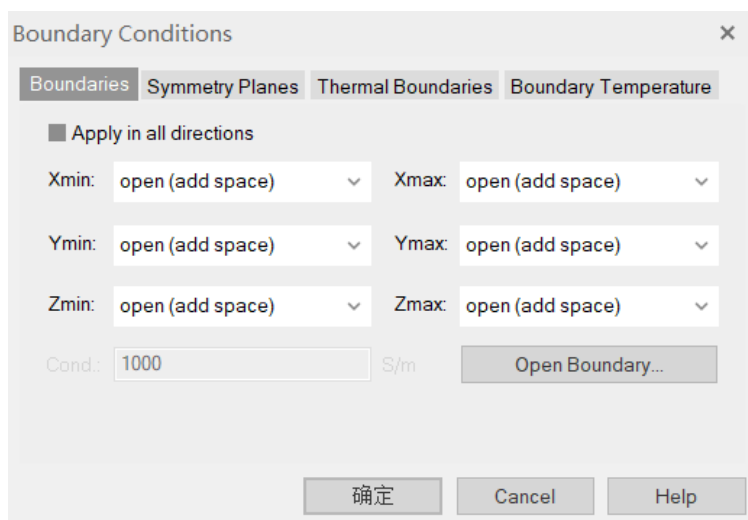 Boundary Conditions
Boundaries Symmetry Planes Thermal Boundaries Boundary Temperature
Apply in all directions
Xmin: open (add space) Xmax: open (add space)
Ymin: open (add space) Ymax: open (add space)
Zmin: open (add space) Zmax: open (add space)
Cond.: 1000 S/m Open Boundary...
确定 Cancel Help